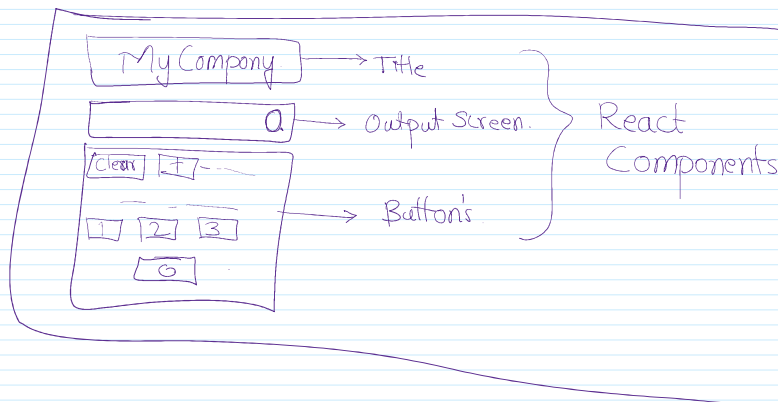 My Company
Title
0
Output Screen.
React
Components
Clear
+
Button's
1 2 3
0